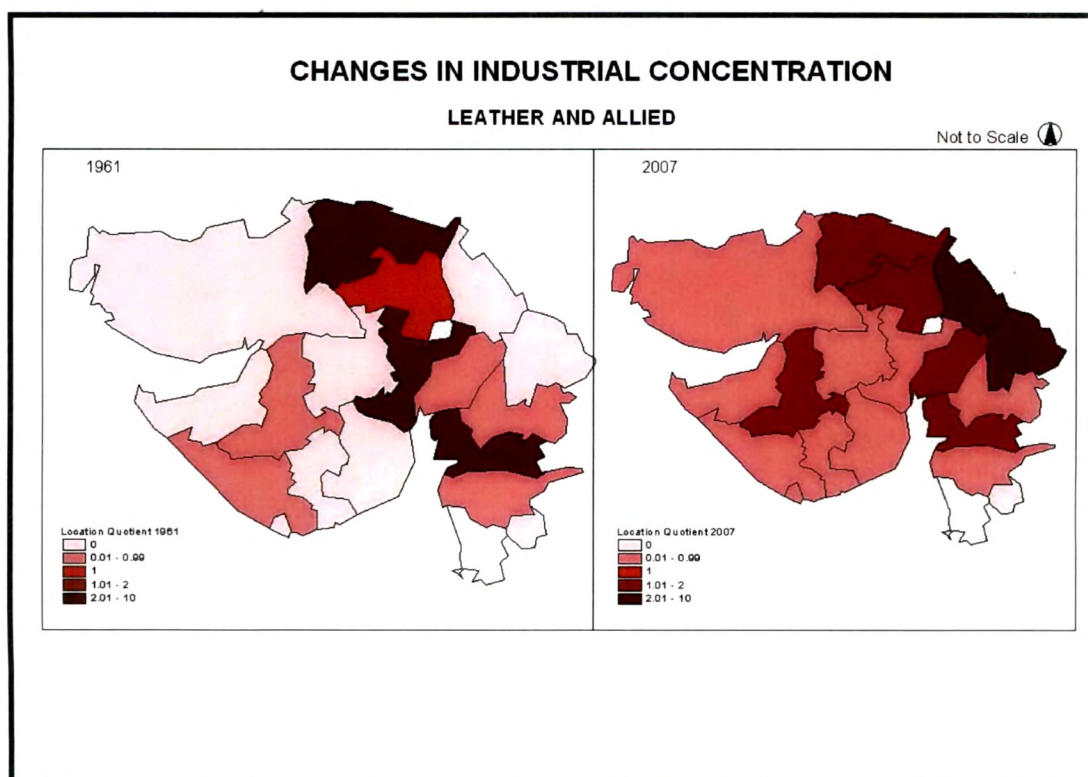 CHANGES IN INDUSTRIAL CONCENTRATION
LEATHER AND ALLIED
Not to Scale
1961
Location Quotient 1961
0
0.01 - 0.99
1
1.01 - 2
2.01 - 10
2007
Location Quotient 2007
0
0.01 - 0.99
1
1.01 - 2
2.01 - 10